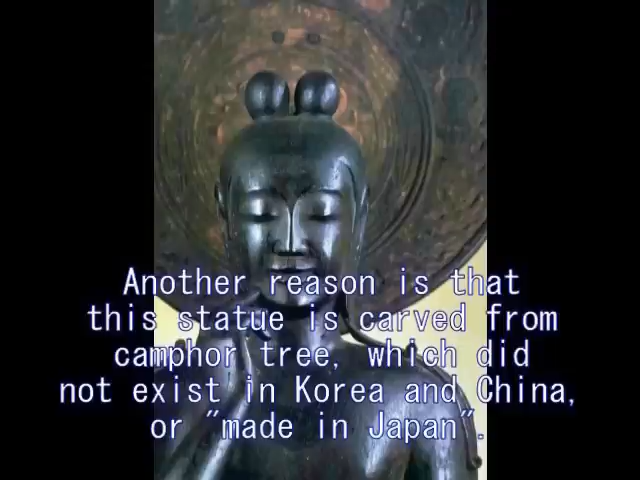 Another reason is that
this statue is carved from
camphor tree, which did
not exist in Korea and China,
or "made in Japan".